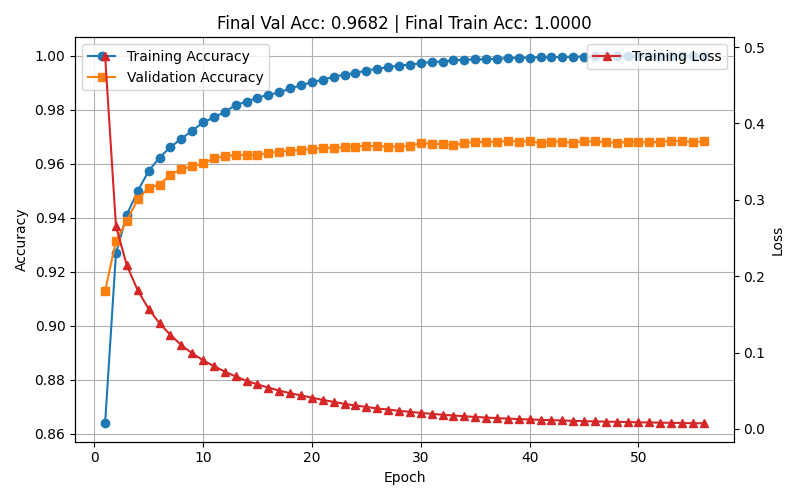 Final Val Acc: 0.9682 | Final Train Acc: 1.0000
Training Accuracy
Validation Accuracy
Training Loss
1.00
0.98
0.96
0.94
0.92
0.90
0.88
0.86
Accuracy
0.5
0.4
0.3
0.2
0.1
0.0
Loss
0 10 20 30 40 50
Epoch